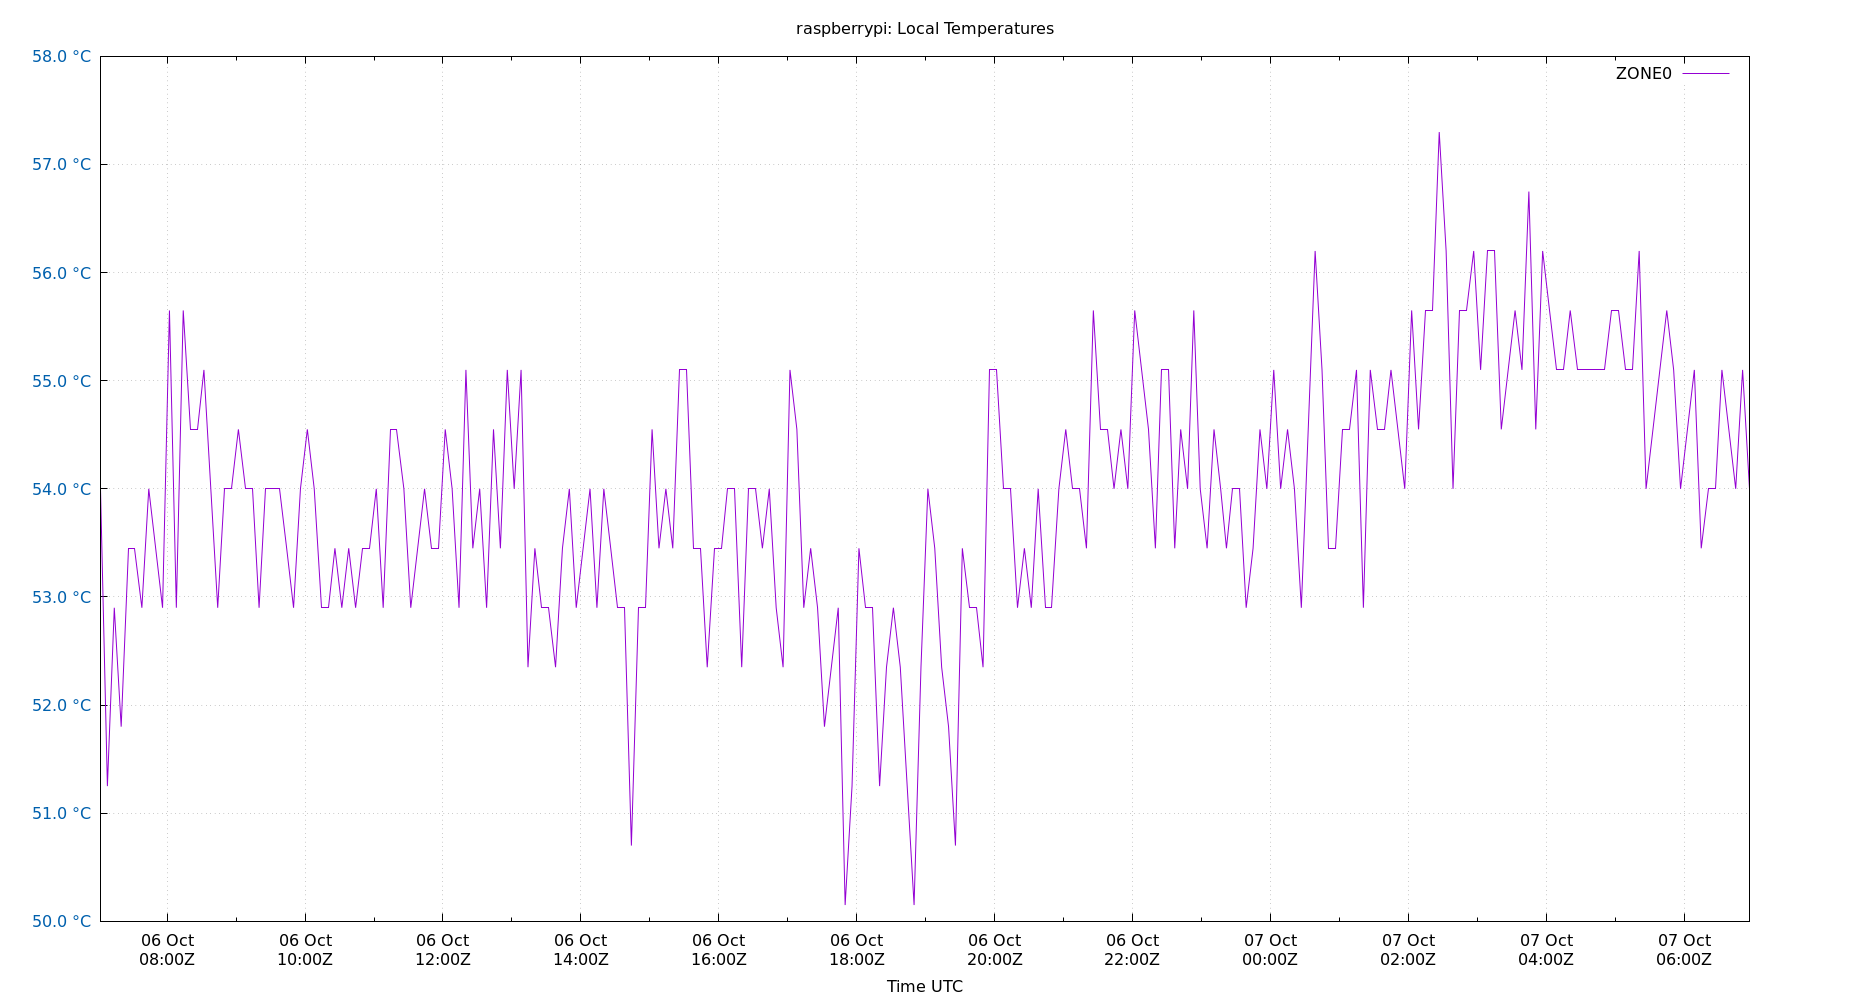 raspberrypi: Local Temperatures
58.0 °C
57.0 °C
56.0 °C
55.0 °C
54.0 °C
53.0 °C
52.0 °C
51.0 °C
50.0 °C
ZONE0
06 Oct 06 Oct 06 Oct 06 Oct 06 Oct 06 Oct 06 Oct 06 Oct 07 Oct 07 Oct 07 Oct 07 Oct
08:00Z 10:00Z 12:00Z 14:00Z 16:00Z 18:00Z 20:00Z 22:00Z 00:00Z 02:00Z 04:00Z 06:00Z
Time UTC